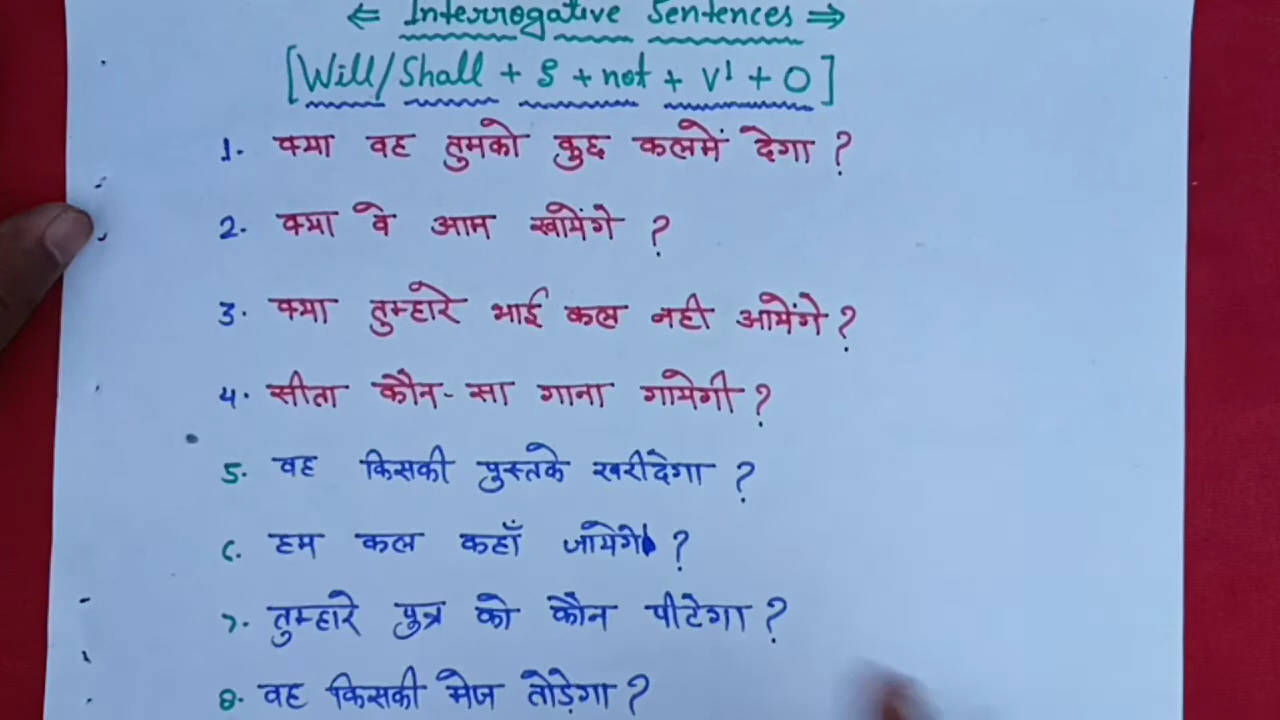 ⇐ Interrogative Sentences ⇒
[Will/Shall + S + not + V¹ + O]
1. क्या वह तुमको कुछ कलमें देगा ?
2. क्या वे आम खायेंगे ?
3. क्या तुम्हारे भाई कल नही आयेंगे ?
4. सीता कौन-सा गाना गायेगी ?
5. वह किसकी पुस्तके खरीदेगा ?
6. हम कल कहाँ जायेगे ?
7. तुम्हारे पुत्र को कौन पीटेगा ?
8. वह किसकी मेज तोड़ेगा ?